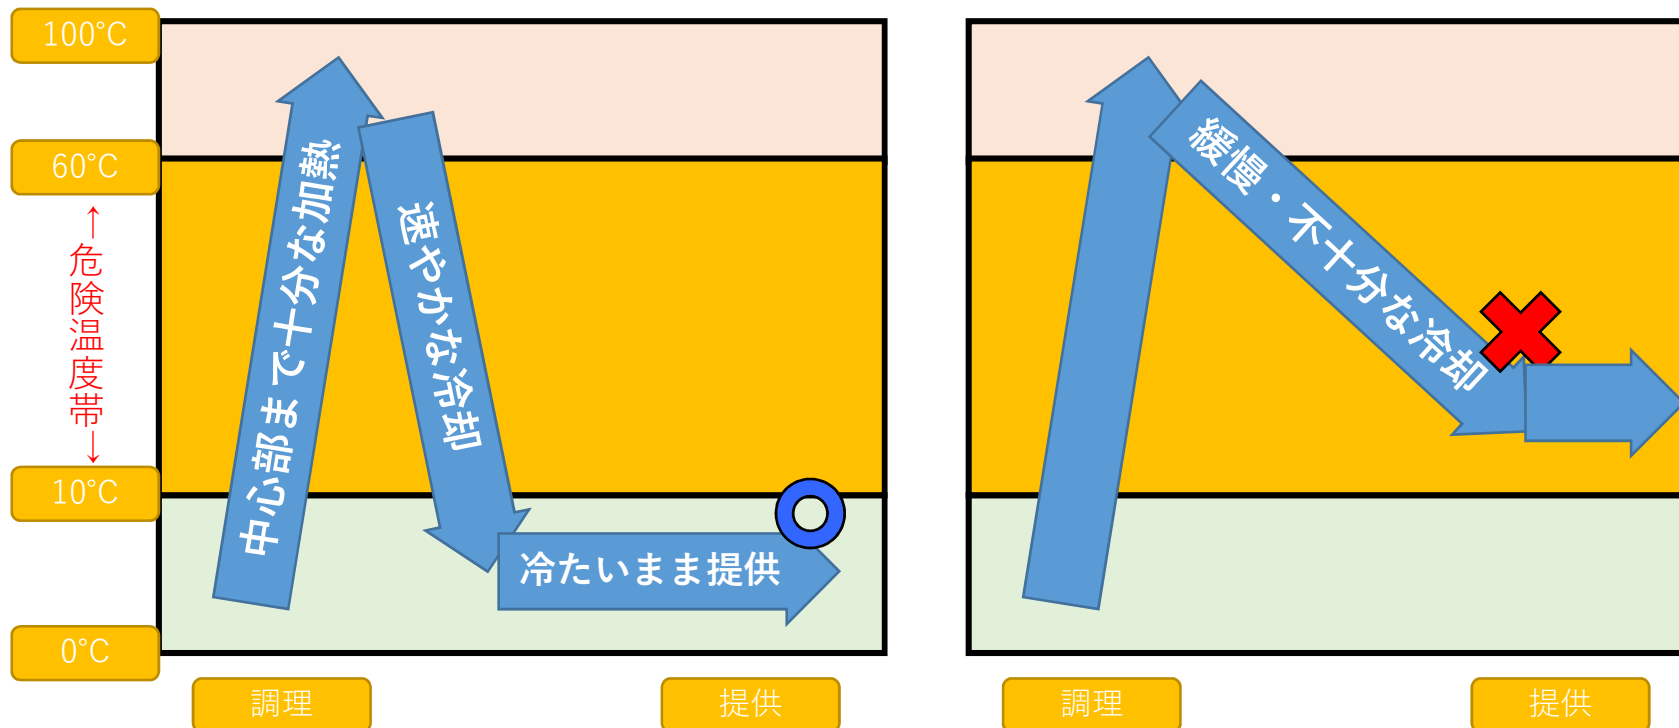 100°C
60°C
↑危険温度帯↓
10°C
0°C
中心部まで十分な加熱
速やかな冷却
冷たいまま提供
調理
提供
緩慢・不十分な冷却
調理
提供